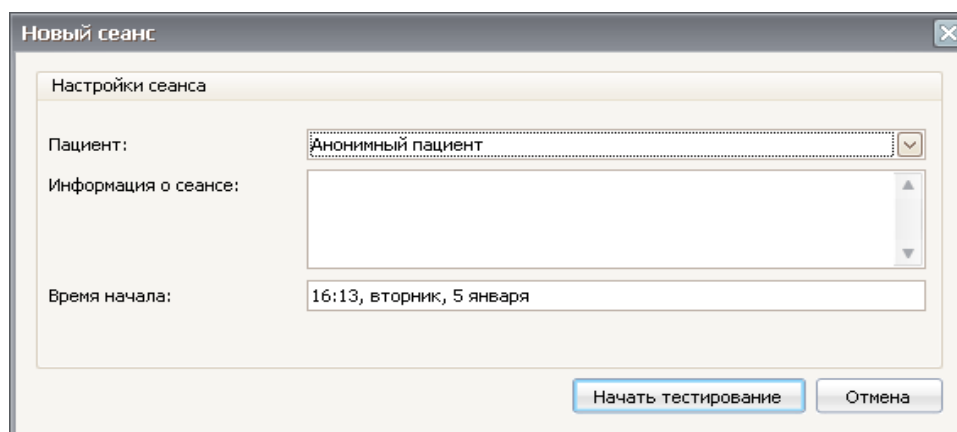 Новый сеанс
Настройки сеанса
Пациент: Анонимный пациент
Информация о сеансе:
Время начала: 16:13, вторник, 5 января
Начать тестирование Отмена